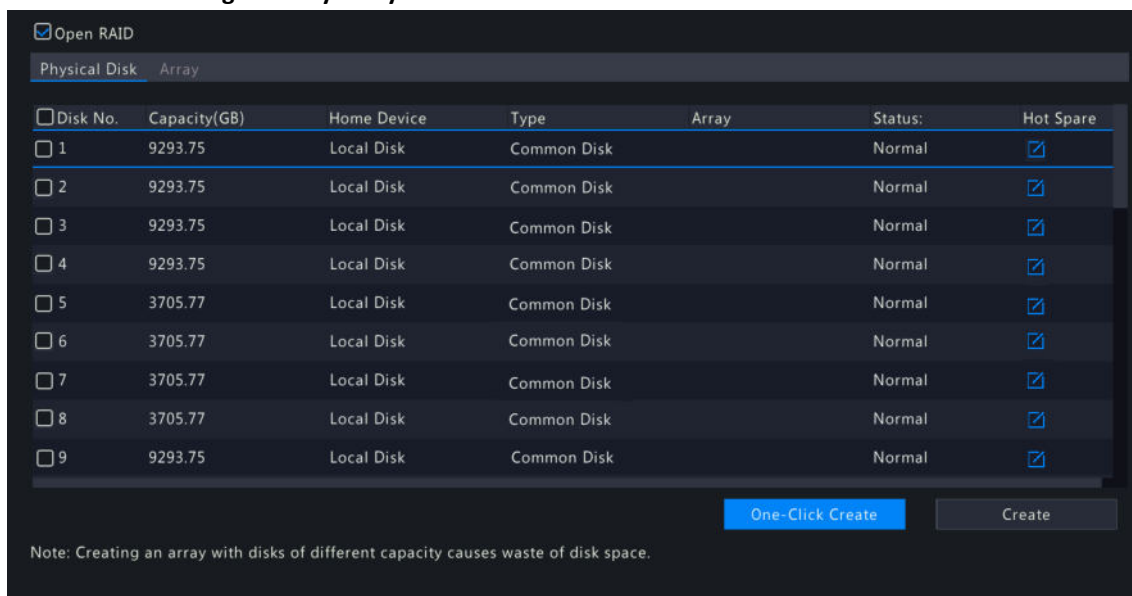 Open RAID
Physical Disk Array
Disk No. Capacity(GB) Home Device Type Array Status: Hot Spare
1 9293.75 Local Disk Common Disk Normal
2 9293.75 Local Disk Common Disk Normal
3 9293.75 Local Disk Common Disk Normal
4 9293.75 Local Disk Common Disk Normal
5 3705.77 Local Disk Common Disk Normal
6 3705.77 Local Disk Common Disk Normal
7 3705.77 Local Disk Common Disk Normal
8 3705.77 Local Disk Common Disk Normal
9 9293.75 Local Disk Common Disk Normal
One-Click Create Create
Note: Creating an array with disks of different capacity causes waste of disk space.